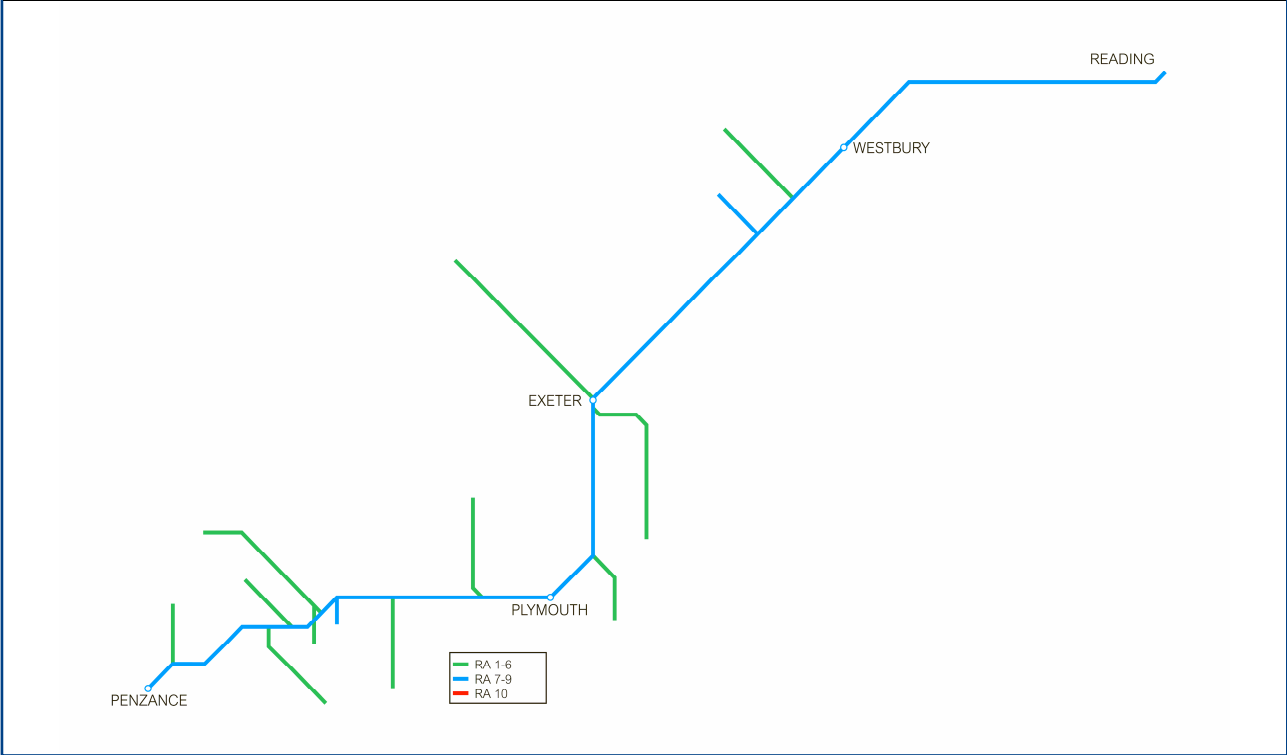 READING
WESTBURY
EXETER
PLYMOUTH
PENZANCE
RA 1-6
RA 7-9
RA 10